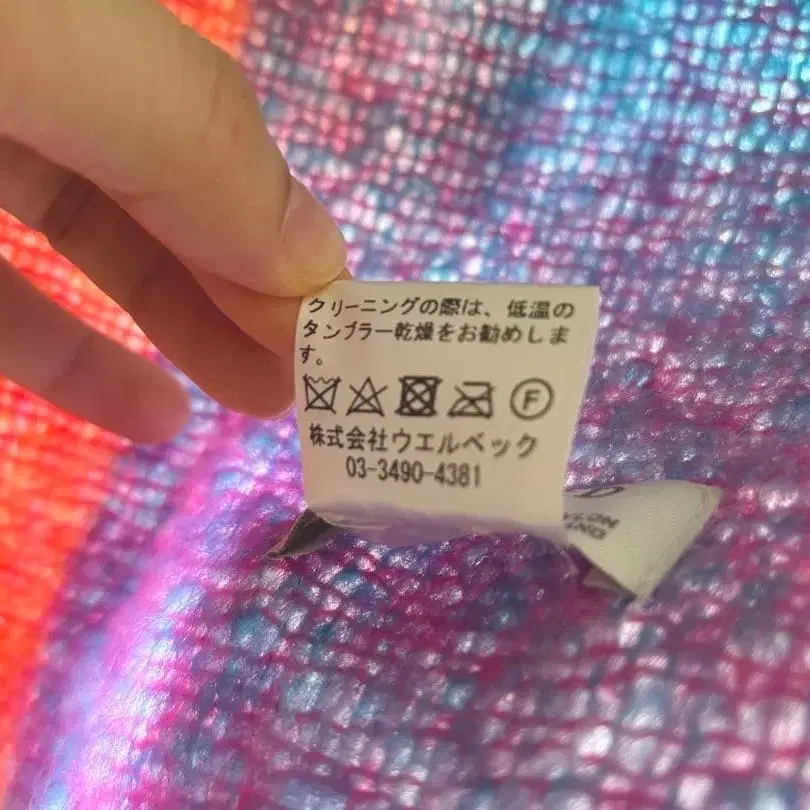 クリーニングの際は、低温の
タンブラー乾燥をお勧めしま
す。
F
株式会社ウエルベック
03-3490-4381